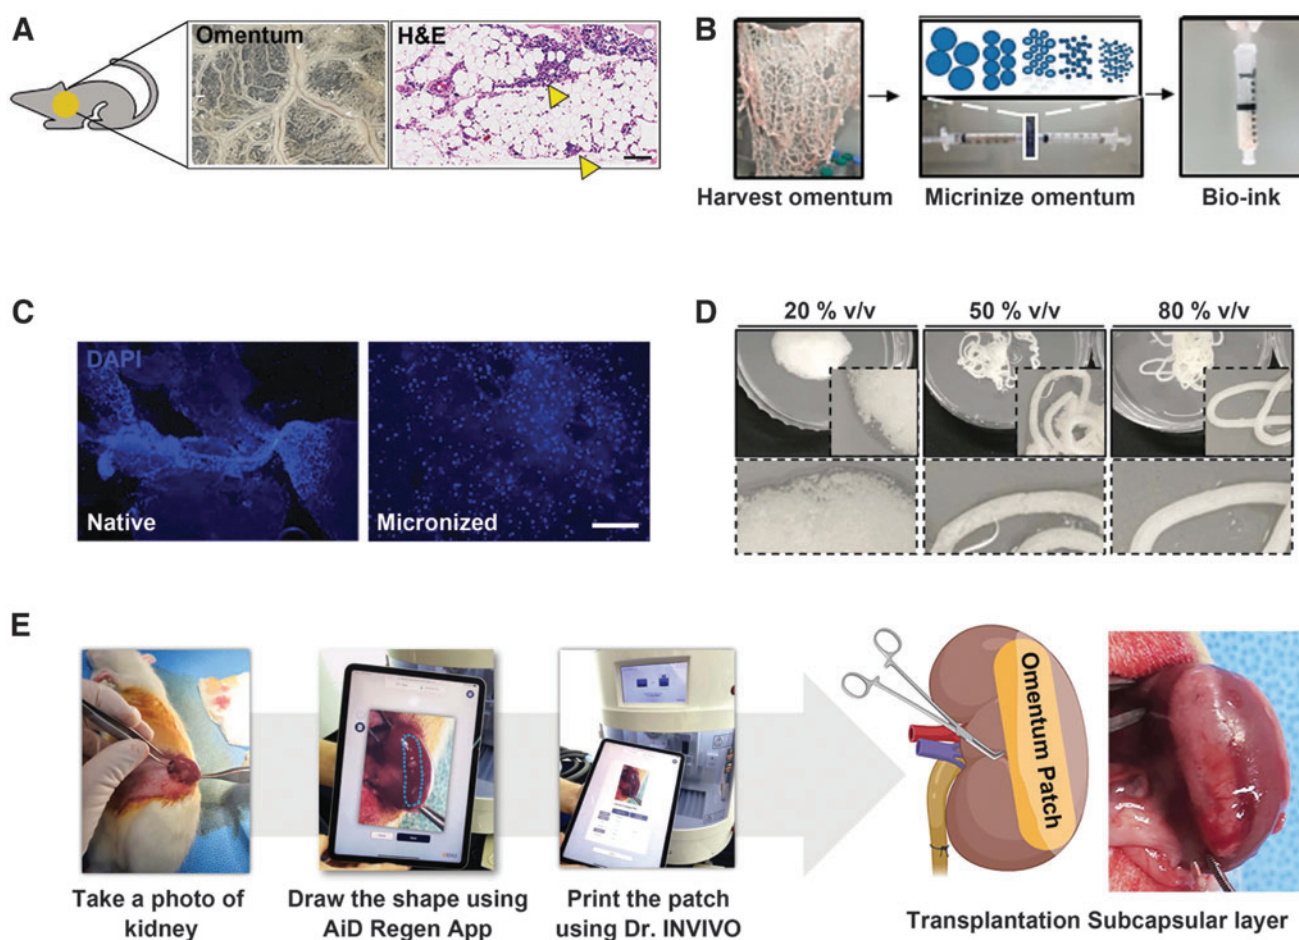 A
Omentum
H&E
B
Harvest omentum
Micrinize omentum
Bio-ink
C
DAPI
Native
Micronized
D
20 % v/v
50 % v/v
80 % v/v
E
Omentum Patch
Take a photo of
kidney
Draw the shape using
AiD Regen App
Print the patch
using Dr. INVIVO
Transplantation Subcapsular layer